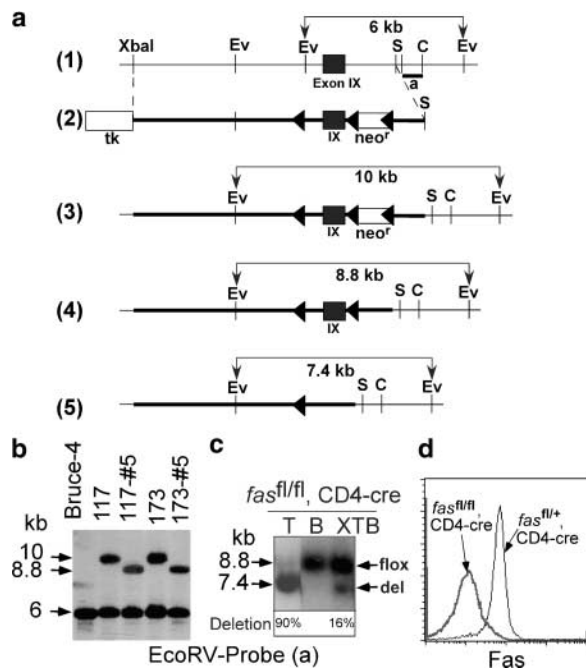 a
6 kb
XbaI Ev Ev S C Ev
(1)
Exon IX
a
(2) S
tk IX neor
10 kb
Ev Ev
(3) S C
IX neor
8.8 kb
Ev Ev
(4) S C
IX
7.4 kb
Ev Ev
(5) S C
b
Bruce-4
117
117-#5
173
173-#5
kb
10
8.8
6
c
fasfl/fl, CD4-cre
T B XTB
8.8 flox
7.4 del
Deletion 90% 16%
EcoRV-Probe (a)
d
fasfl/fl,
CD4-cre
fasfl/+,
CD4-cre
Fas